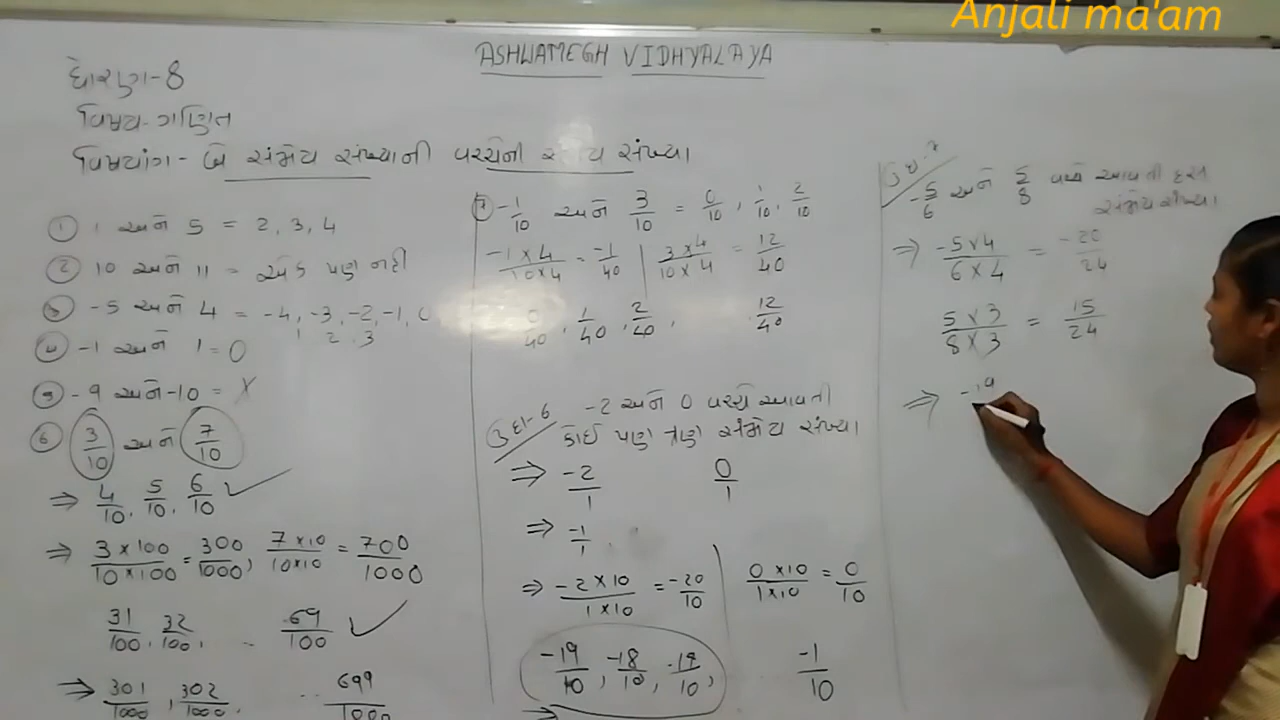 Anjali ma'am
ASHWAMEGH VIDHYALAYA
ધોરણ-8
વિષય-ગણિત
વિષયાંગ - બે સંમેય સંખ્યાની વચ્ચેની સંખ્યા
① 1 અને 5 = 2, 3, 4
② 10 અને 11 = એક પણ નહી
③ -5 અને 4 = -4, -3, -2, -1, 0
1 2, 3
④ -1 અને 1 = 0
⑤ -9 અને -10 = X
⑥ 3/10 અને 7/10
⇒ 4/10, 5/10, 6/10 ✓
⇒ 3×100/10×100 = 300/1000, 7×10/10×10 = 700/1000
31/100, 32/100, .. 69/100 ✓
⇒ 301/1000, 302/1000, .. 699/1000
⑦ -1/10 અને 3/10 = 0/10, 1/10, 2/10
-1×4/10×4 = -1/40 | 3×4/10×4 = 12/40
0/40, 1/40, 2/40, 12/40
ઉદા-6 -2 અને 0 વચ્ચે આવતી
કોઈ પણ ત્રણ સંમેય સંખ્યા
⇒ -2/1 0/1
⇒ -1/1
⇒ -2×10/1×10 = -20/10 | 0×10/1×10 = 0/10
-19/10, -18/10, -19/10, -1/10
⇒
ઉદા-7
-5/6 અને 5/8 વચ્ચે આવતી દસ
સંમેય સંખ્યા
⇒ -5×4/6×4 = -20/24
5×3/8×3 = 15/24
⇒ -19